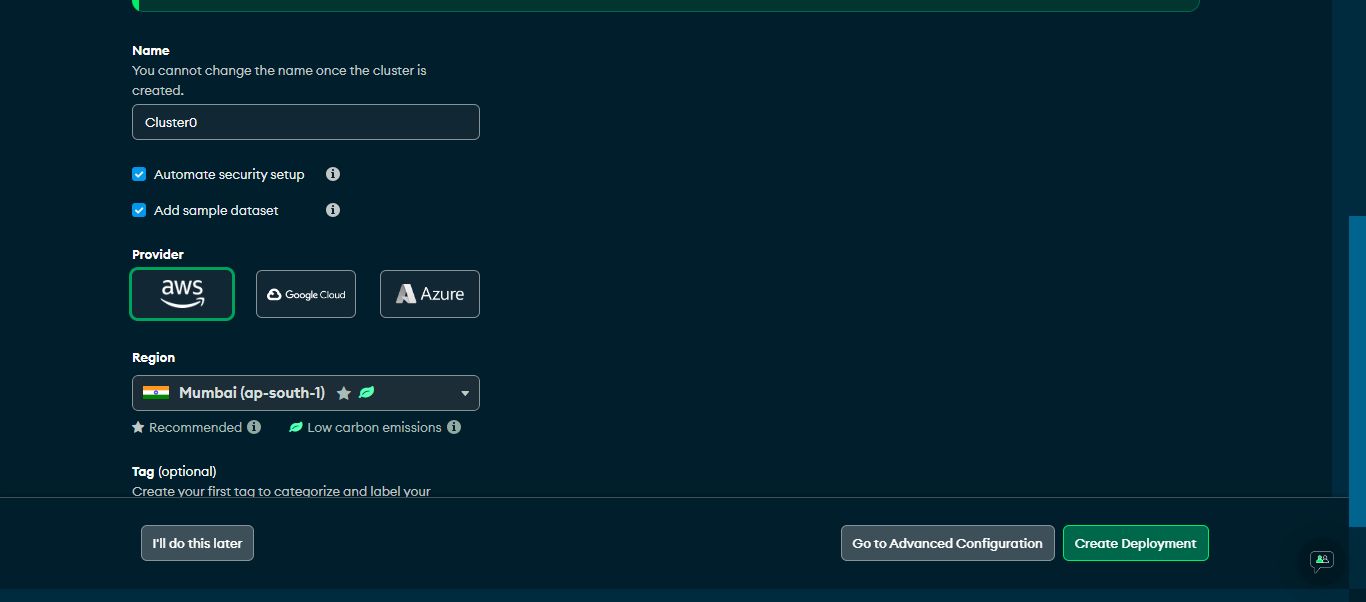 Name
You cannot change the name once the cluster is
created.
Cluster0
Automate security setup
Add sample dataset
Provider
aws
Google Cloud
Azure
Region
Mumbai (ap-south-1)
Recommended
Low carbon emissions
Tag (optional)
Create your first tag to categorize and label your
I'll do this later
Go to Advanced Configuration
Create Deployment